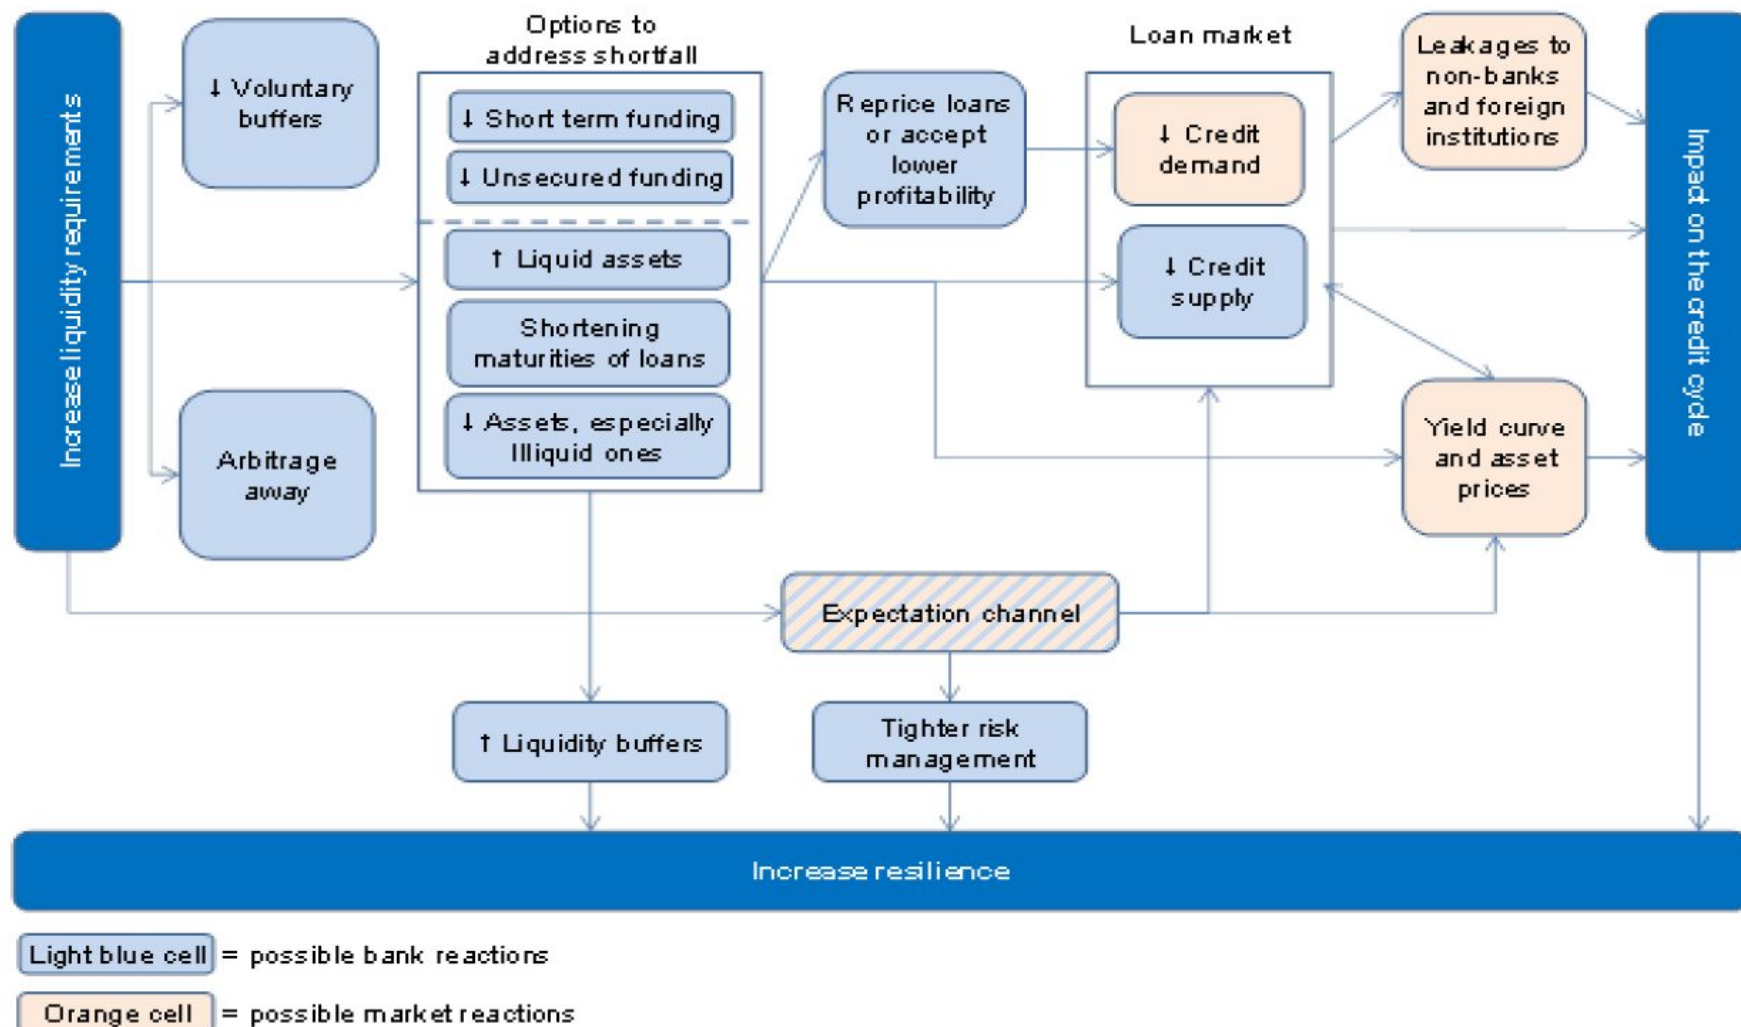 Increase liquidity requirements
↓ Voluntary
buffers
Arbitrage
away
Options to
address shortfall
↓ Short term funding
↓ Unsecured funding
↑ Liquid assets
Shortening
maturities of loans
↓ Assets, especially
Illiquid ones
Reprice loans
or accept
lower
profitability
Loan market
↓ Credit
demand
↓ Credit
supply
Leakages to
non-banks
and foreign
institutions
Yield curve
and asset
prices
Impact on the credit cycle
Expectation channel
↑ Liquidity buffers
Tighter risk
management
Increase resilience
Light blue cell = possible bank reactions
Orange cell = possible market reactions